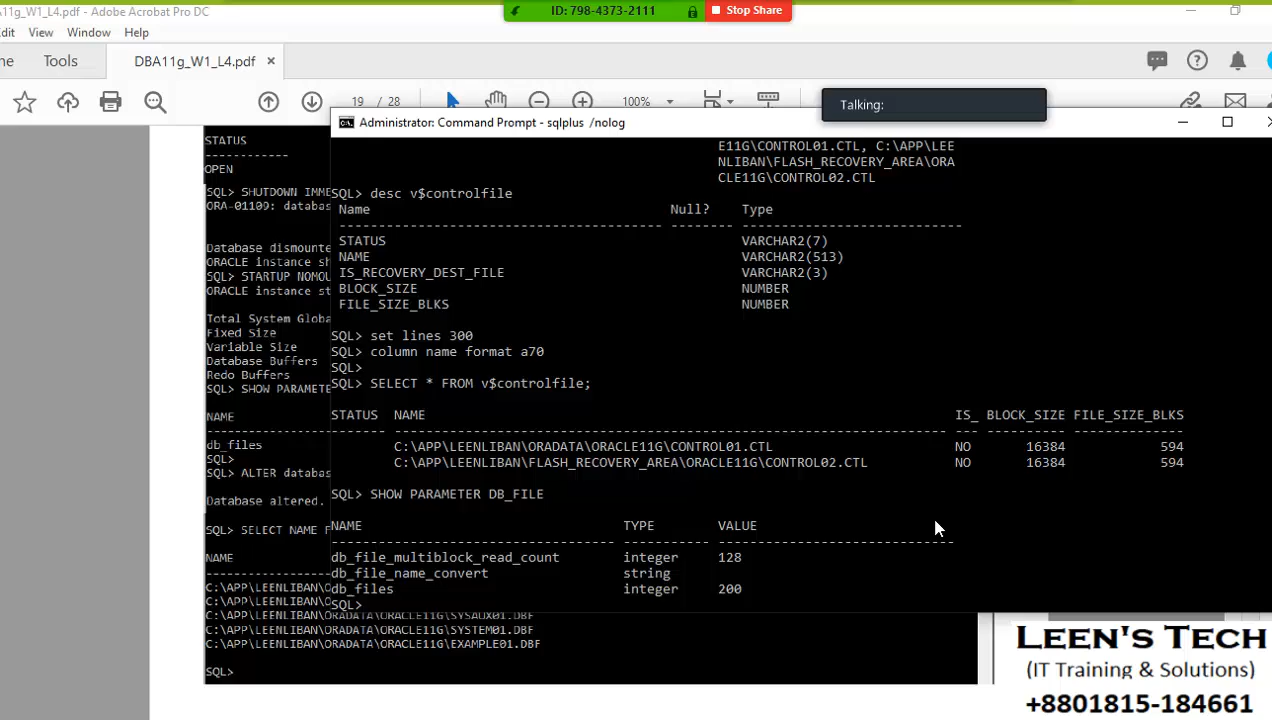 A11g_W1_L4.pdf - Adobe Acrobat Pro DC
ID: 798-4373-2111
Stop Share
Edit View Window Help
Tools
DBA11g_W1_L4.pdf ×
19 / 28
100%
Talking:
Administrator: Command Prompt - sqlplus /nolog
STATUS
------------
OPEN
SQL> SHUTDOWN IMME
ORA-01109: databas
Database dismounte
ORACLE instance sh
SQL> STARTUP NOMOU
ORACLE instance st
Total System Globa
Fixed Size
Variable Size
Database Buffers
Redo Buffers
SQL> SHOW PARAMETE
NAME
db_files
SQL>
SQL> ALTER databas
Database altered.
SQL> SELECT NAME F
NAME
C:\APP\LEENLIBAN\O
C:\APP\LEENLIBAN\O
C:\APP\LEENLIBAN\ORADATA\ORACLE11G\SYSAUX01.DBF
C:\APP\LEENLIBAN\ORADATA\ORACLE11G\SYSTEM01.DBF
C:\APP\LEENLIBAN\ORADATA\ORACLE11G\EXAMPLE01.DBF
SQL>
E11G\CONTROL01.CTL, C:\APP\LEE
NLIBAN\FLASH_RECOVERY_AREA\ORA
CLE11G\CONTROL02.CTL
SQL> desc v$controlfile
Name Null? Type
----------------------------------------- -------- ----------------------------
STATUS VARCHAR2(7)
NAME VARCHAR2(513)
IS_RECOVERY_DEST_FILE VARCHAR2(3)
BLOCK_SIZE NUMBER
FILE_SIZE_BLKS NUMBER
SQL> set lines 300
SQL> column name format a70
SQL>
SQL> SELECT * FROM v$controlfile;
STATUS NAME IS_ BLOCK_SIZE FILE_SIZE_BLKS
------- ---------------------------------------------------------------------- --- ---------- --------------
C:\APP\LEENLIBAN\ORADATA\ORACLE11G\CONTROL01.CTL NO 16384 594
C:\APP\LEENLIBAN\FLASH_RECOVERY_AREA\ORACLE11G\CONTROL02.CTL NO 16384 594
SQL> SHOW PARAMETER DB_FILE
NAME TYPE VALUE
------------------------------------ ----------- ------------------------------
db_file_multiblock_read_count integer 128
db_file_name_convert string
db_files integer 200
SQL>
LEEN'S TECH
(IT Training & Solutions)
+8801815-184661